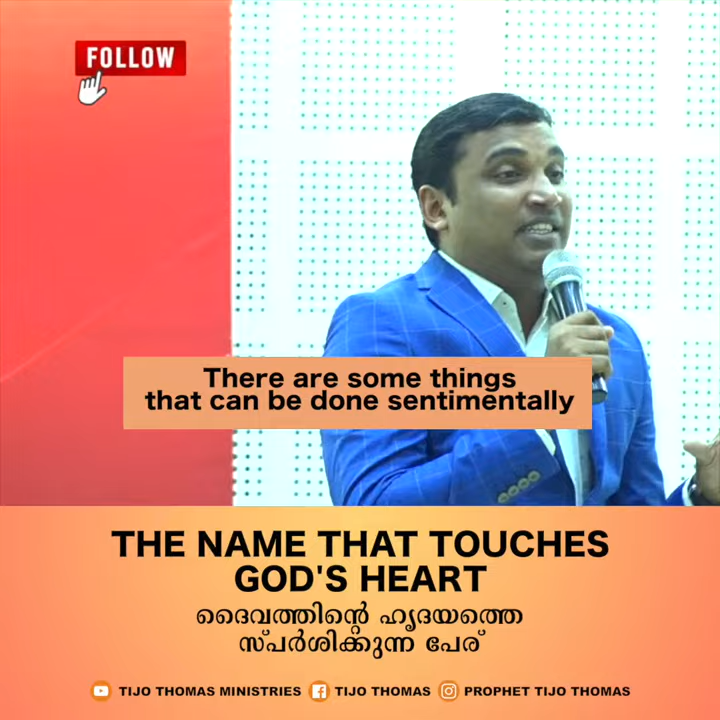 FOLLOW
There are some things
that can be done sentimentally
THE NAME THAT TOUCHES
GOD'S HEART
ദൈവത്തിന്റെ ഹൃദയത്തെ
സ്പർശിക്കുന്ന പേര്
TIJO THOMAS MINISTRIES TIJO THOMAS PROPHET TIJO THOMAS